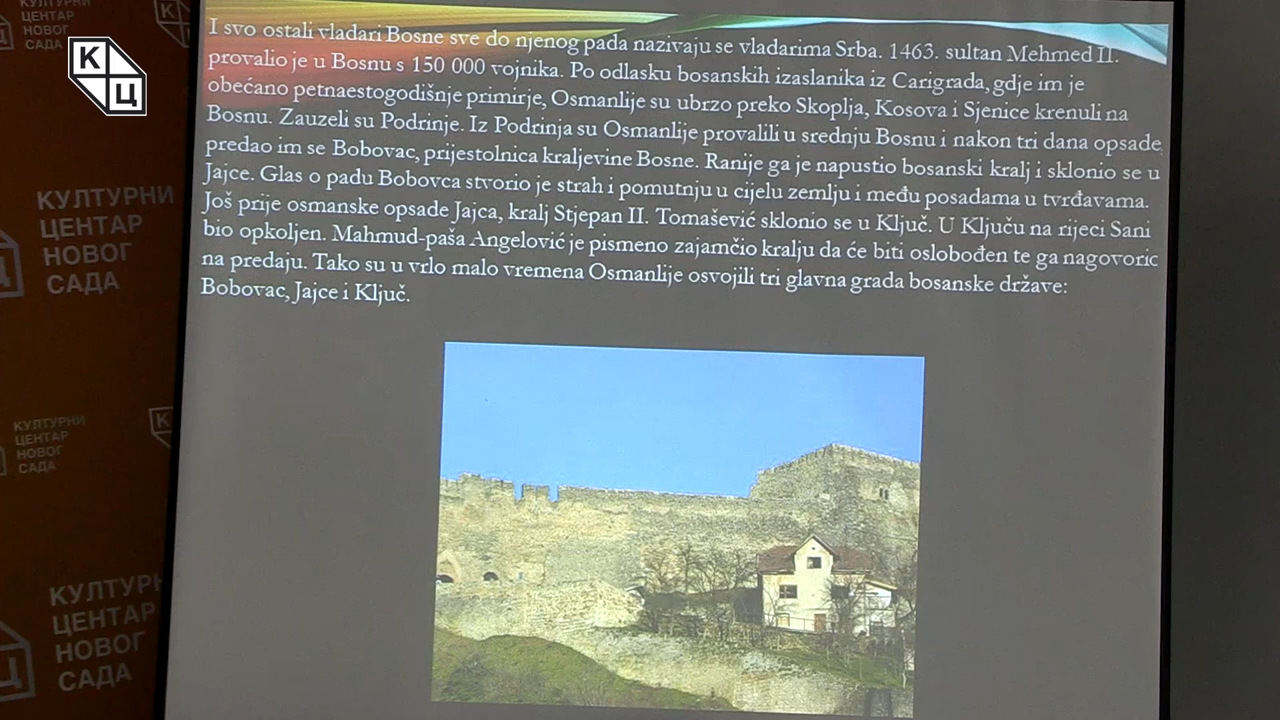 КУЛТУРНИ
ЦЕНТАР
НОВОГ
САДА
К
Ц
КУЛТУРНИ
ЦЕНТАР
НОВОГ
САДА
КУЛТУРНИ
ЦЕНТАР
НОВОГ
САДА
К
КУЛТУРН
ЦЕНТАР
НОВОГ
САДА
I svo ostali vladari Bosne sve do njenog pada nazivaju se vladarima Srba. 1463. sultan Mehmed II.
provalio je u Bosnu s 150 000 vojnika. Po odlasku bosanskih izaslanika iz Carigrada, gdje im je
obećano petnaestogodišnje primirje, Osmanlije su ubrzo preko Skoplja, Kosova i Sjenice krenuli na
Bosnu. Zauzeli su Podrinje. Iz Podrinja su Osmanlije provalili u srednju Bosnu i nakon tri dana opsade
predao im se Bobovac, prijestolnica kraljevine Bosne. Ranije ga je napustio bosanski kralj i sklonio se u
Jajce. Glas o padu Bobovca stvorio je strah i pomutnju u cijelu zemlju i među posadama u tvrđavama.
Još prije osmanske opsade Jajca, kralj Stjepan II. Tomašević sklonio se u Ključ. U Ključu na rijeci Sani
bio opkoljen. Mahmud-paša Angelović je pismeno zajamčio kralju da će biti oslobođen te ga nagovoric
na predaju. Tako su u vrlo malo vremena Osmanlije osvojili tri glavna grada bosanske države:
Bobovac, Jajce i Ključ.